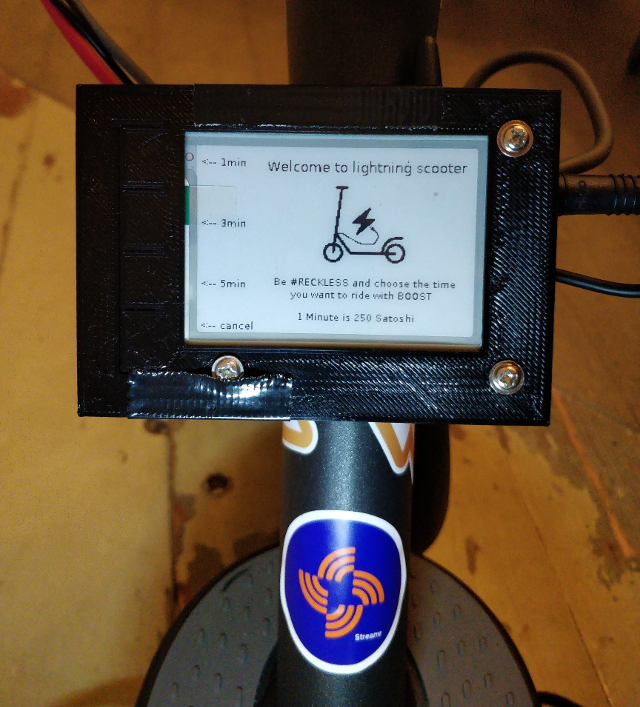 <-- 1min
Welcome to lightning scooter
<-- 3min
<-- 5min
Be #RECKLESS and choose the time
you want to ride with BOOST
<-- cancel
1 Minute is 250 Satoshi
Streamr